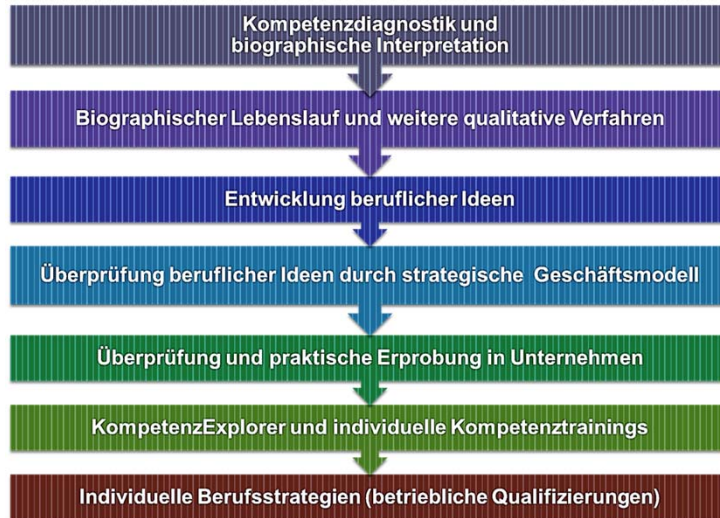 Kompetenzdiagnostik und
biographische Interpretation
Biographischer Lebenslauf und weitere qualitative Verfahren
Entwicklung beruflicher Ideen
Überprüfung beruflicher Ideen durch strategische Geschäftsmodell
Überprüfung und praktische Erprobung in Unternehmen
KompetenzExplorer und individuelle Kompetenztrainings
Individuelle Berufsstrategien (betriebliche Qualifizierungen)